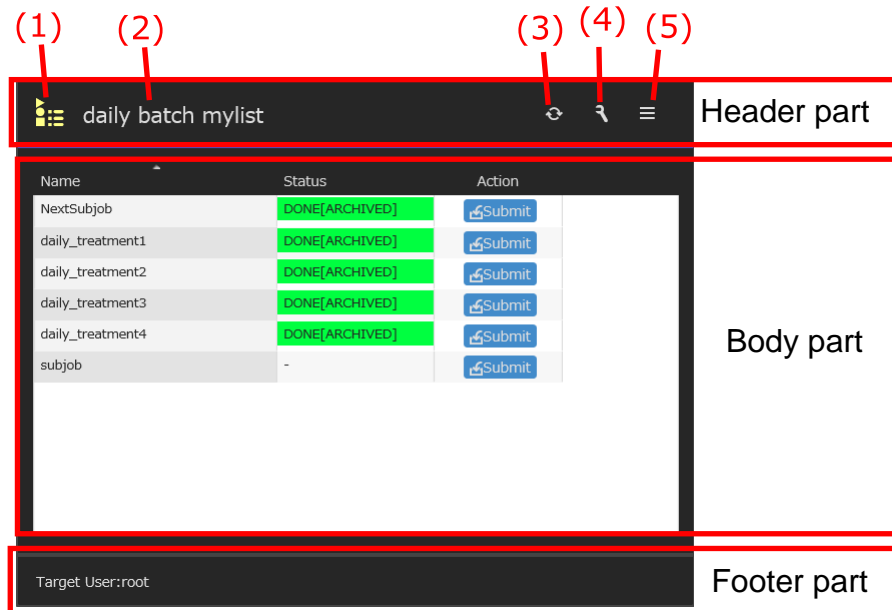 (1) (2) (3) (4) (5)
daily batch mylist
Header part
Name Status Action
NextSubjob DONE[ARCHIVED] Submit
daily_treatment1 DONE[ARCHIVED] Submit
daily_treatment2 DONE[ARCHIVED] Submit
daily_treatment3 DONE[ARCHIVED] Submit
daily_treatment4 DONE[ARCHIVED] Submit
Body part
subjob - Submit
Target User:root
Footer part